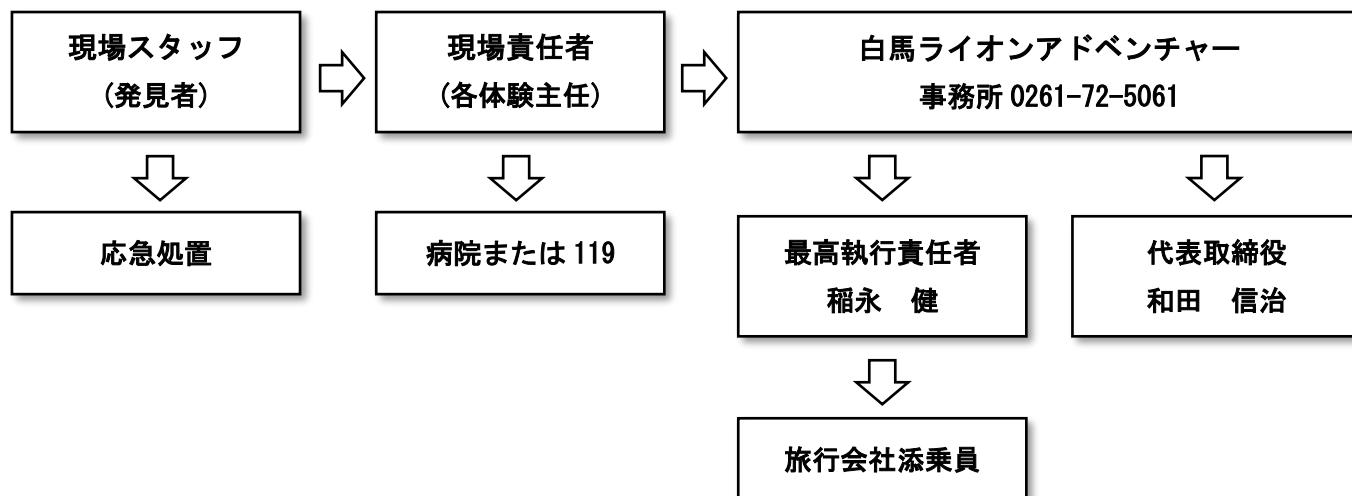 現場スタッフ
(発見者)
現場責任者
(各体験主任)
白馬ライオンアドベンチャー
事務所 0261-72-5061
応急処置
病院または 119
最高執行責任者
稲永　健
代表取締役
和田　信治
旅行会社添乗員